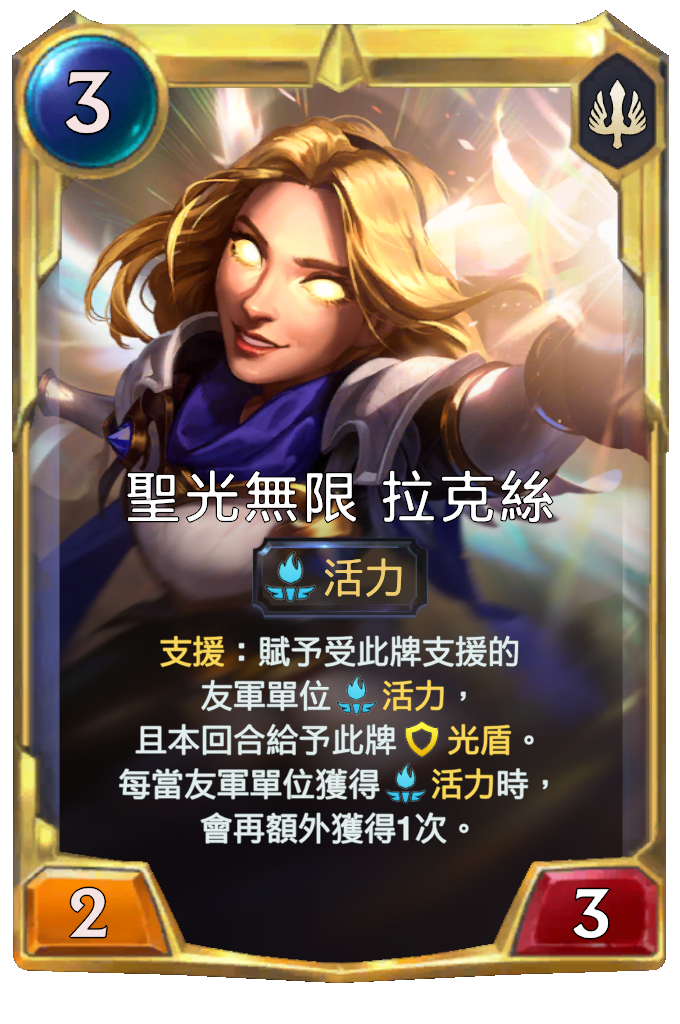 3
聖光無限 拉克絲
活力
支援：賦予受此牌支援的
友軍單位 活力，
且本回合給予此牌 光盾。
每當友軍單位獲得 活力時，
會再額外獲得1次。
2
3